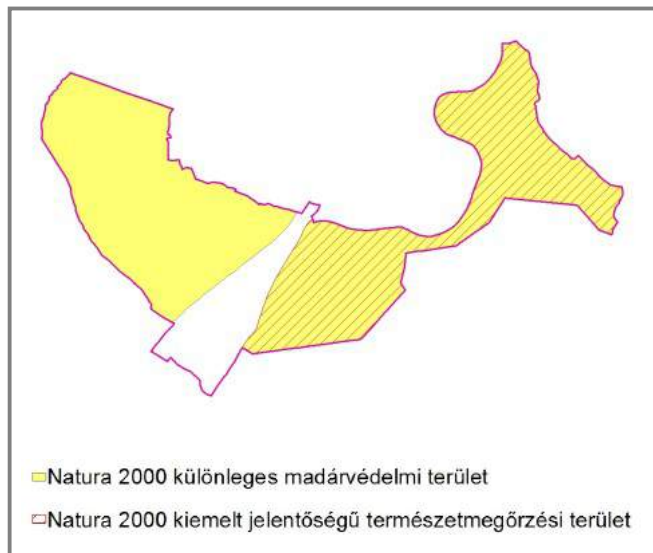 Natura 2000 különleges madárvédelmi terület
Natura 2000 kiemelt jelentőségű természetmegőrzési terület